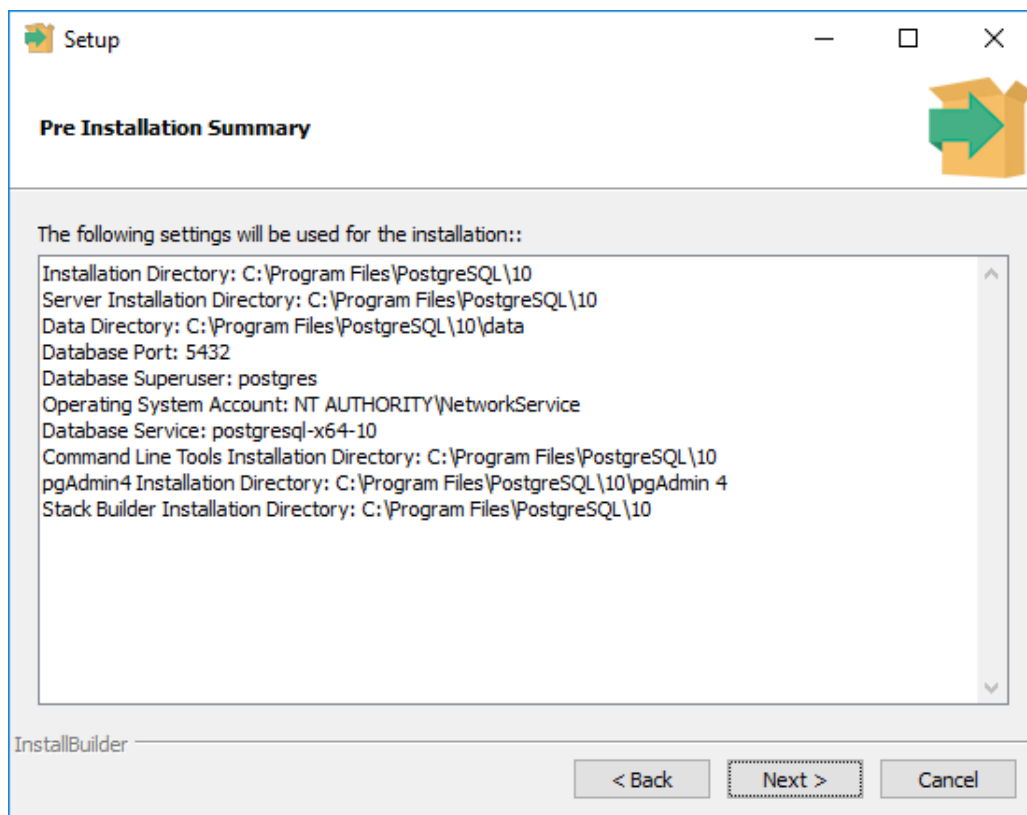 Setup
Pre Installation Summary
The following settings will be used for the installation::
Installation Directory: C:\Program Files\PostgreSQL\10
Server Installation Directory: C:\Program Files\PostgreSQL\10
Data Directory: C:\Program Files\PostgreSQL\10\data
Database Port: 5432
Database Superuser: postgres
Operating System Account: NT AUTHORITY\NetworkService
Database Service: postgresql-x64-10
Command Line Tools Installation Directory: C:\Program Files\PostgreSQL\10
pgAdmin4 Installation Directory: C:\Program Files\PostgreSQL\10\pgAdmin 4
Stack Builder Installation Directory: C:\Program Files\PostgreSQL\10
InstallBuilder
< Back Next > Cancel